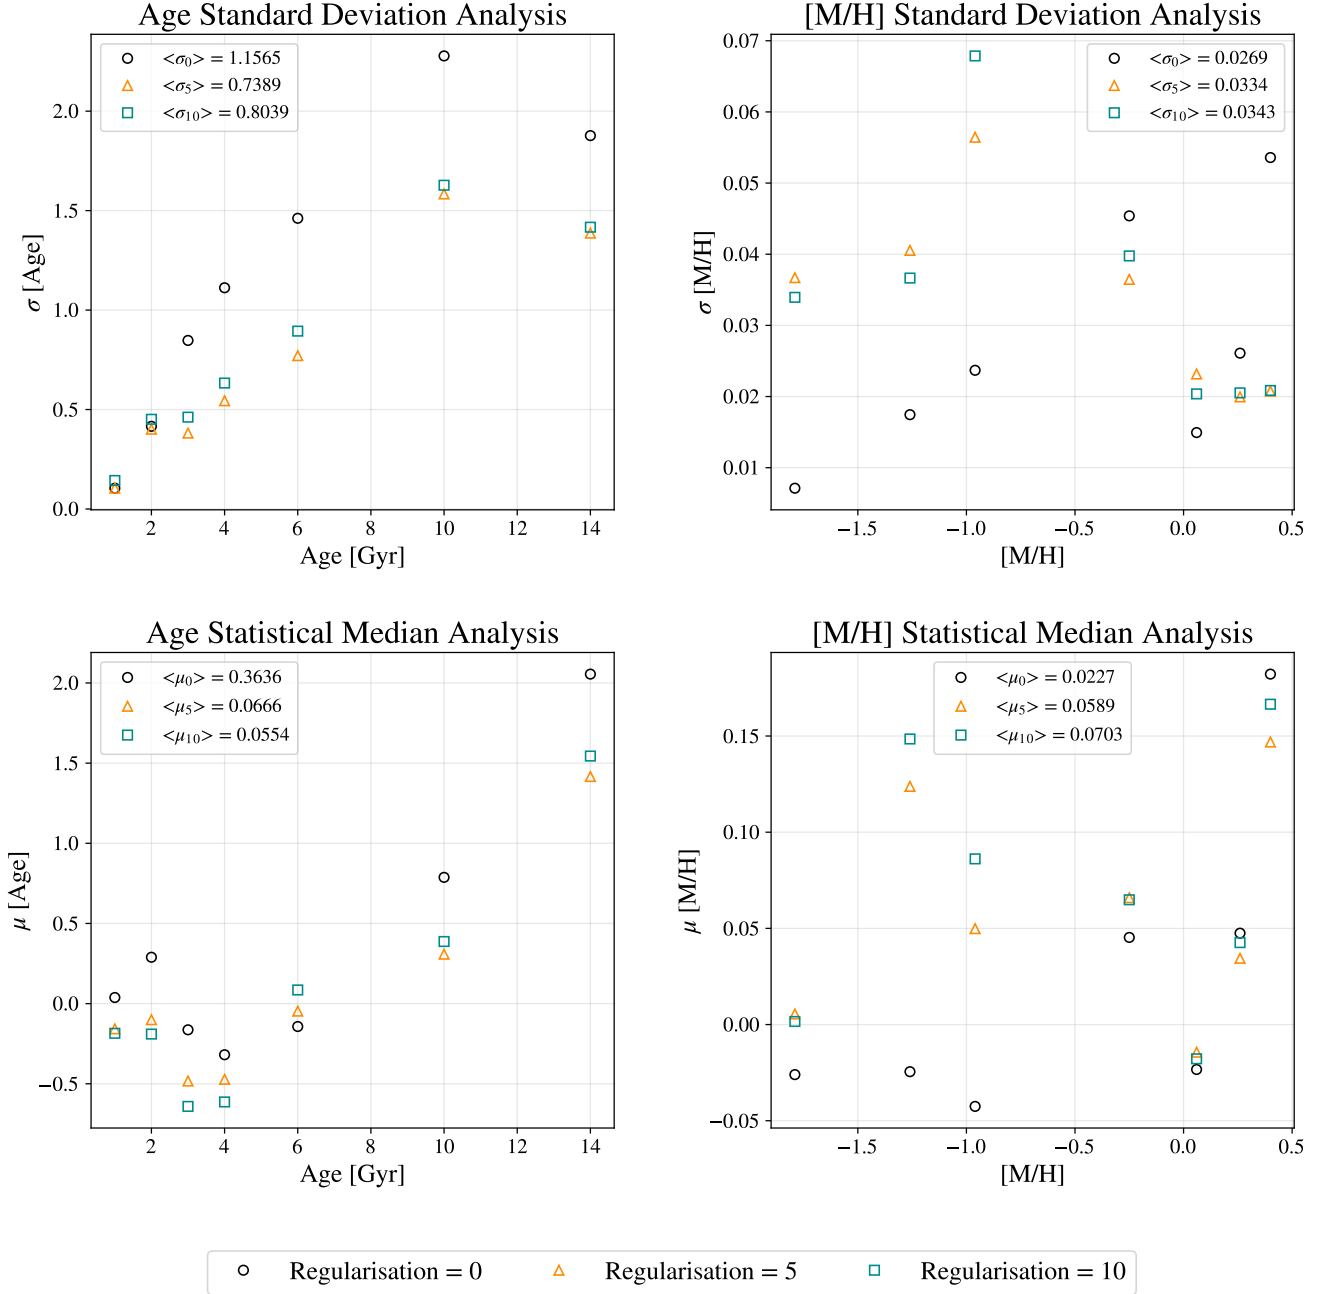 Age Standard Deviation Analysis
<σ₀> = 1.1565
<σ₅> = 0.7389
<σ₁₀> = 0.8039
2.0
1.5
1.0
0.5
0.0
σ [Age]
2 4 6 8 10 12 14
Age [Gyr]
[M/H] Standard Deviation Analysis
<σ₀> = 0.0269
<σ₅> = 0.0334
<σ₁₀> = 0.0343
0.07
0.06
0.05
0.04
0.03
0.02
0.01
σ [M/H]
−1.5 −1.0 −0.5 0.0 0.5
[M/H]
Age Statistical Median Analysis
<μ₀> = 0.3636
<μ₅> = 0.0666
<μ₁₀> = 0.0554
2.0
1.5
1.0
0.5
0.0
−0.5
μ [Age]
2 4 6 8 10 12 14
Age [Gyr]
[M/H] Statistical Median Analysis
<μ₀> = 0.0227
<μ₅> = 0.0589
<μ₁₀> = 0.0703
0.15
0.10
0.05
0.00
−0.05
μ [M/H]
−1.5 −1.0 −0.5 0.0 0.5
[M/H]
Regularisation = 0 Regularisation = 5 Regularisation = 10